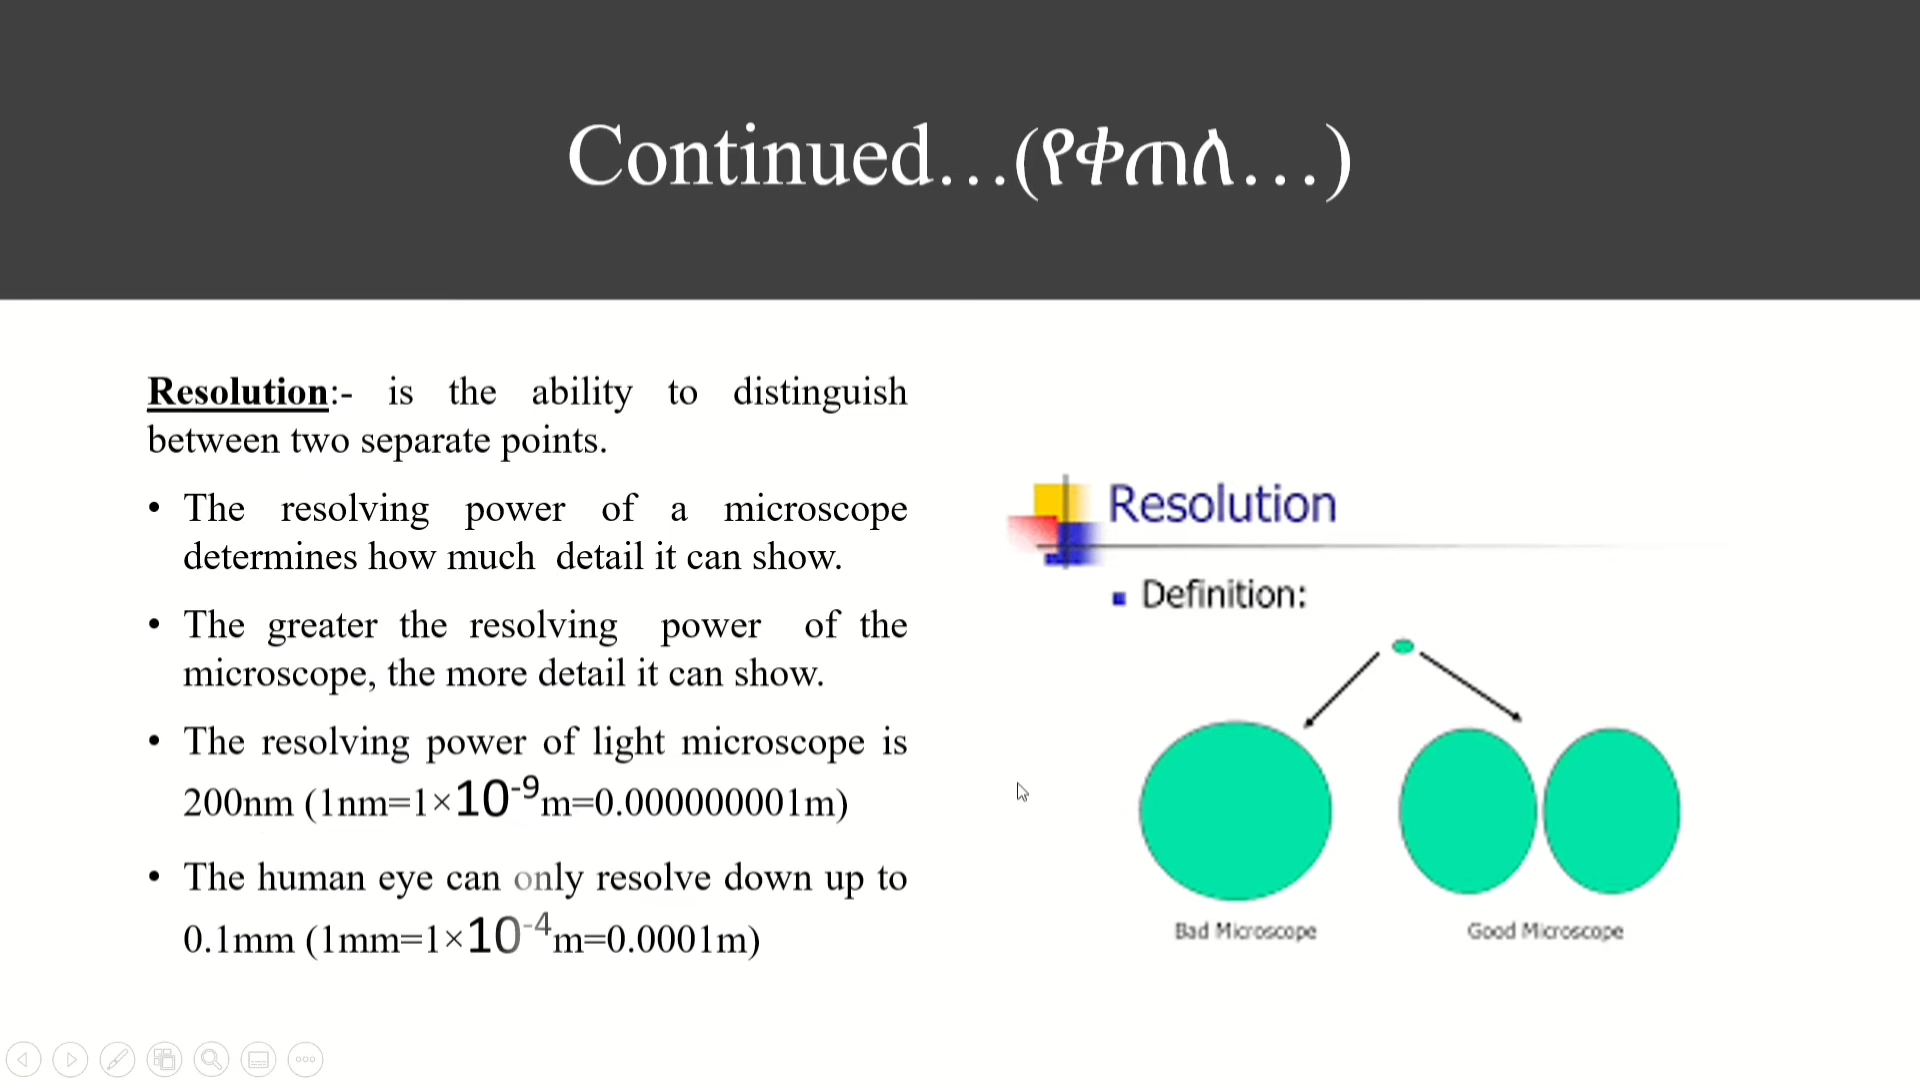 Continued…(የቀጠለ…)
Resolution:- is the ability to distinguish
between two separate points.
• The resolving power of a microscope
determines how much detail it can show.
• The greater the resolving power of the
microscope, the more detail it can show.
• The resolving power of light microscope is
200nm (1nm=1×10⁻⁹m=0.000000001m)
• The human eye can only resolve down up to
0.1mm (1mm=1×10⁻⁴m=0.0001m)
Resolution
Definition:
Bad Microscope
Good Microscope